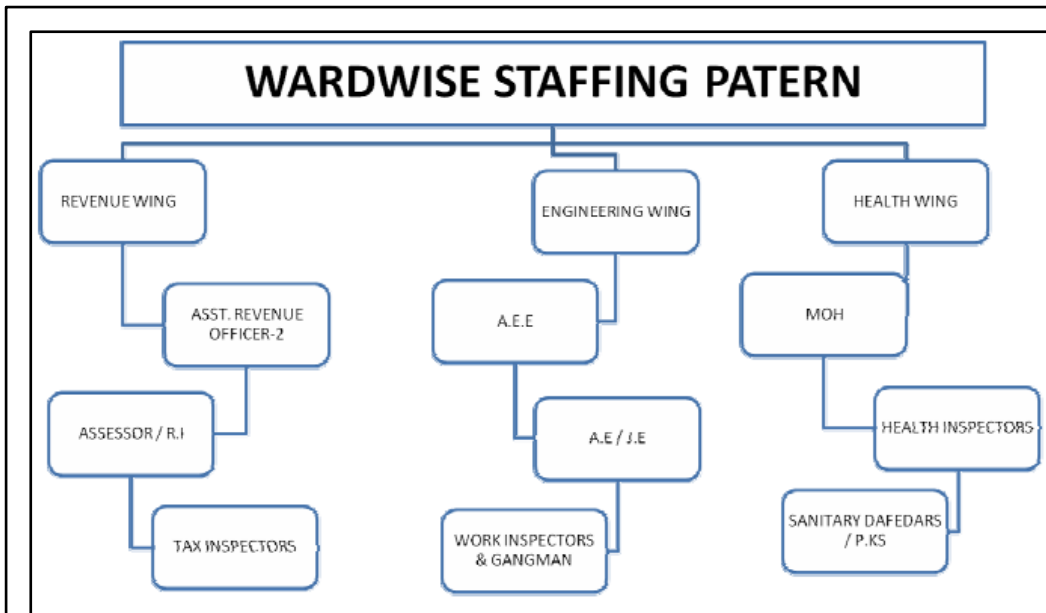 WARDWISE STAFFING PATERN
REVENUE WING
ENGINEERING WING
HEALTH WING
ASST. REVENUE
OFFICER-2
A.E.E
MOH
ASSESSOR / R.I
A.E / J.E
HEALTH INSPECTORS
TAX INSPECTORS
WORK INSPECTORS
& GANGMAN
SANITARY DAFEDARS
/ P.KS